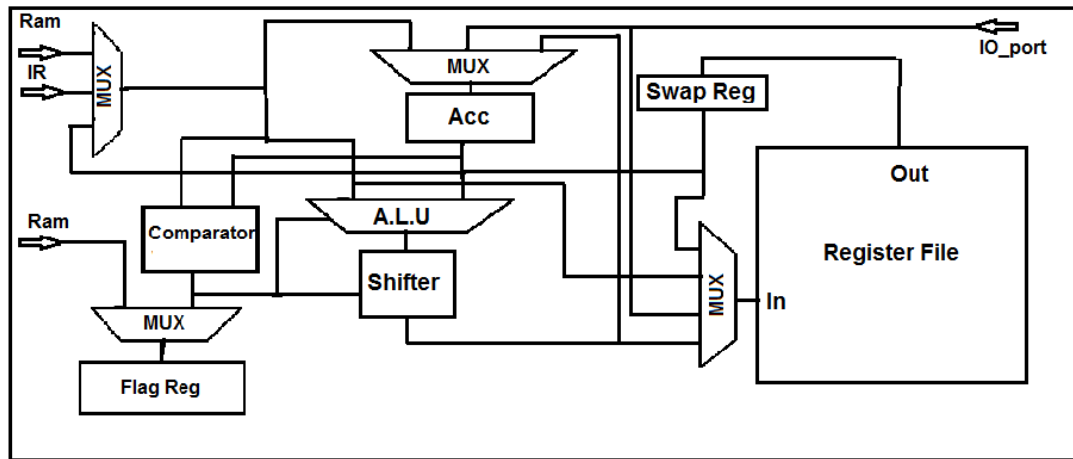 Ram
IR
MUX
MUX
IO_port
Swap Reg
Acc
Out
Ram
Comparator
A.L.U
Register File
Shifter
MUX
In
MUX
Flag Reg